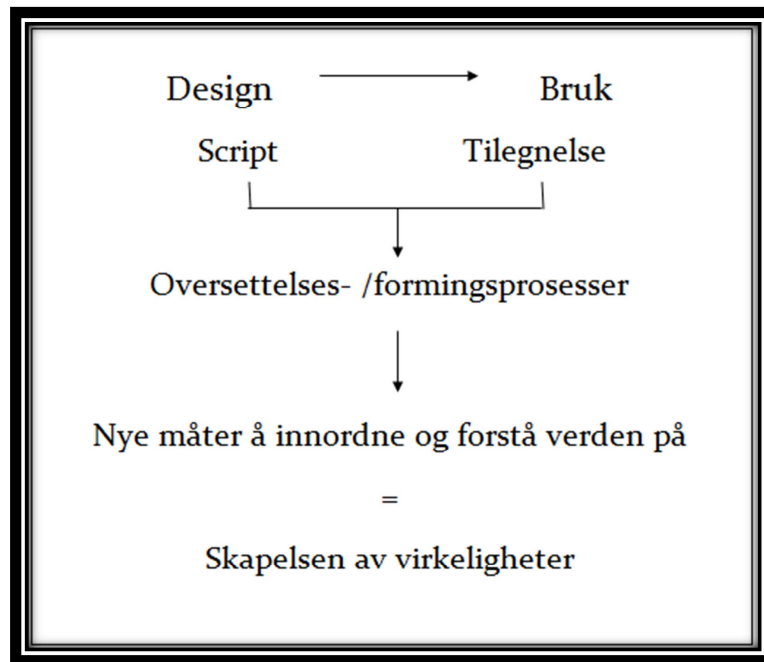 Design Bruk
Script Tilegnelse
Oversettelses- /formingsprosesser
Nye måter å innordne og forstå verden på
=
Skapelsen av virkeligheter